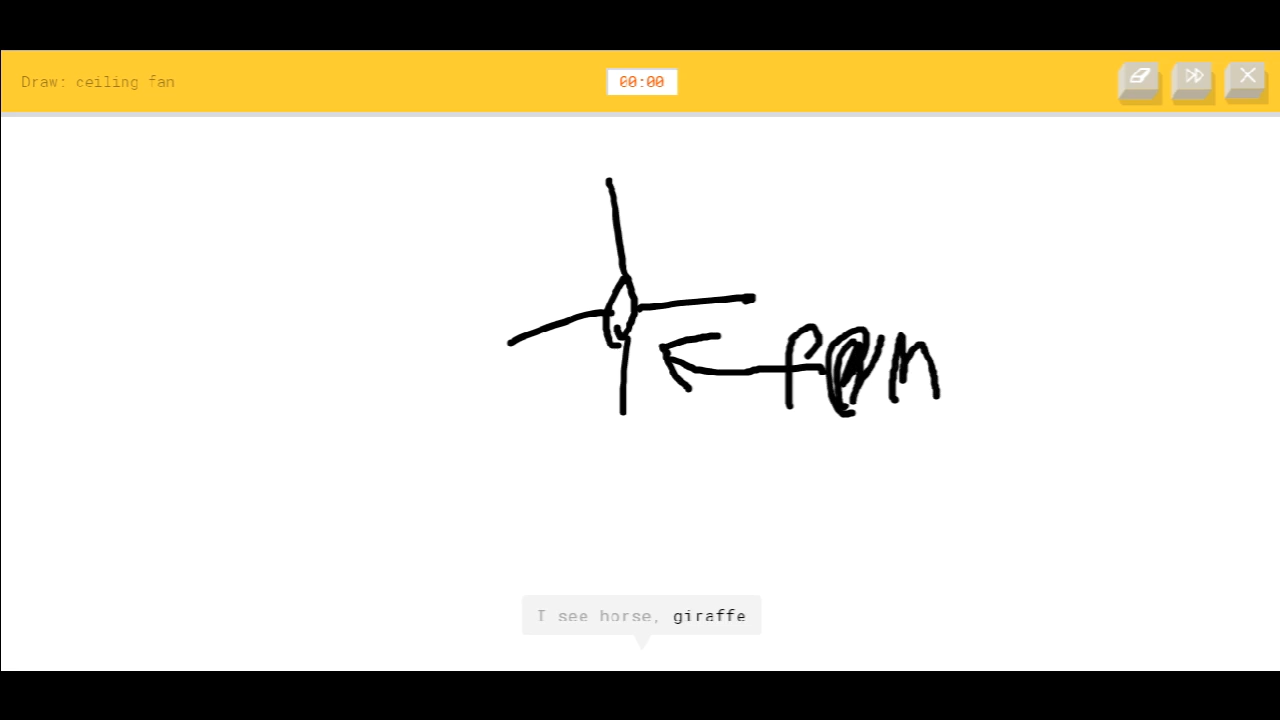 Draw: ceiling fan
00:00
fan
I see horse, giraffe